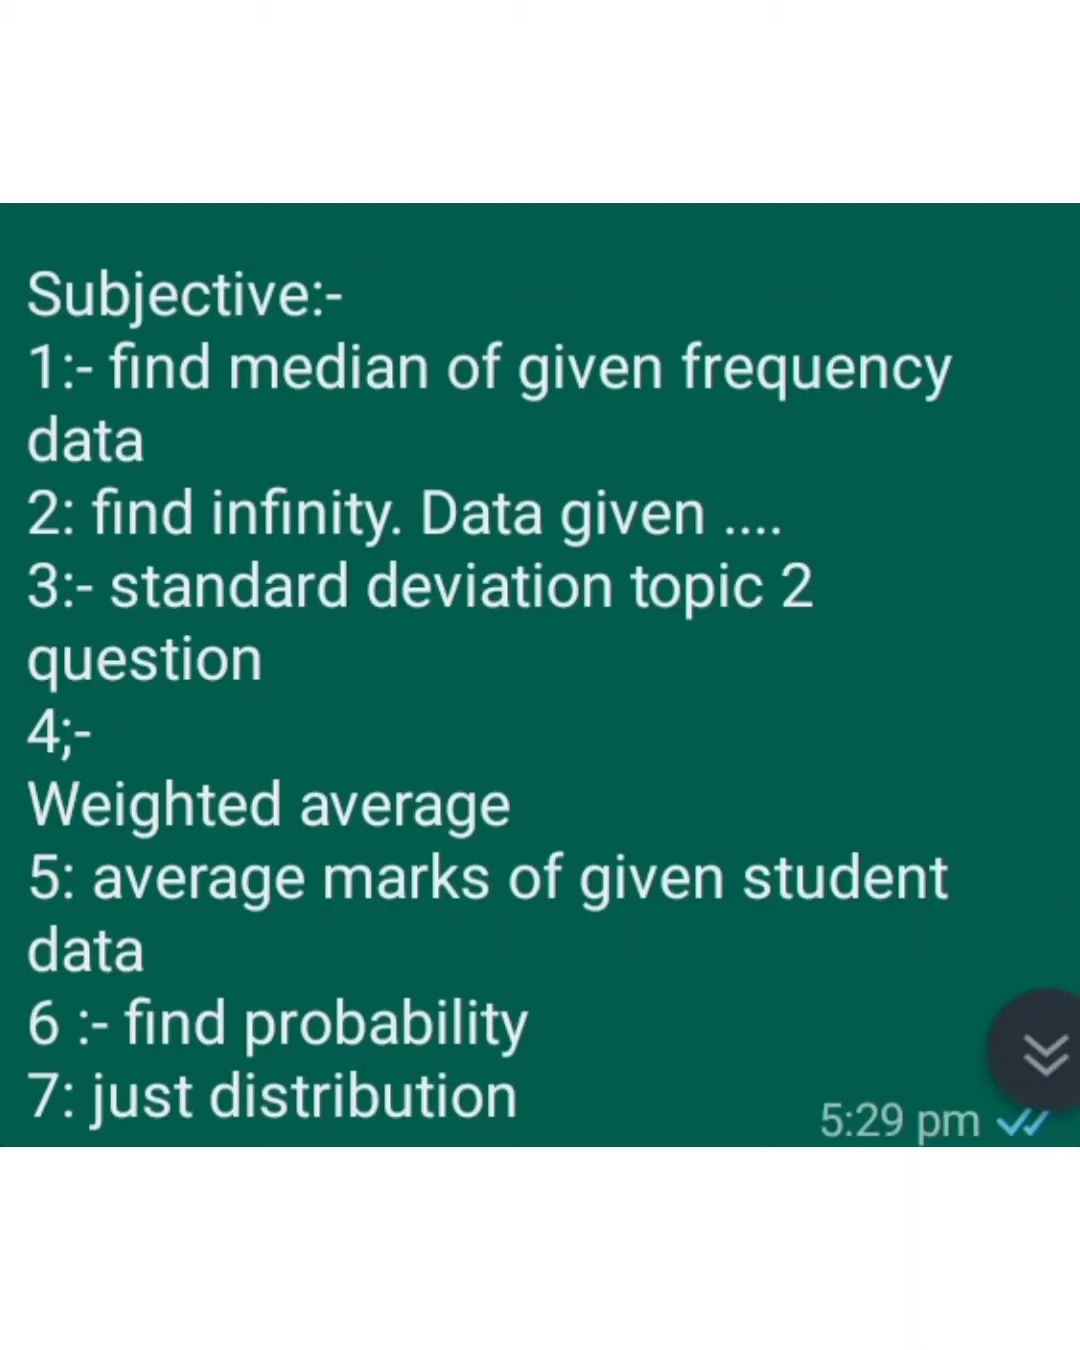 Subjective:-
1:- find median of given frequency
data
2: find infinity. Data given ....
3:- standard deviation topic 2
question
4;-
Weighted average
5: average marks of given student
data
6 :- find probability
7: just distribution
5:29 pm